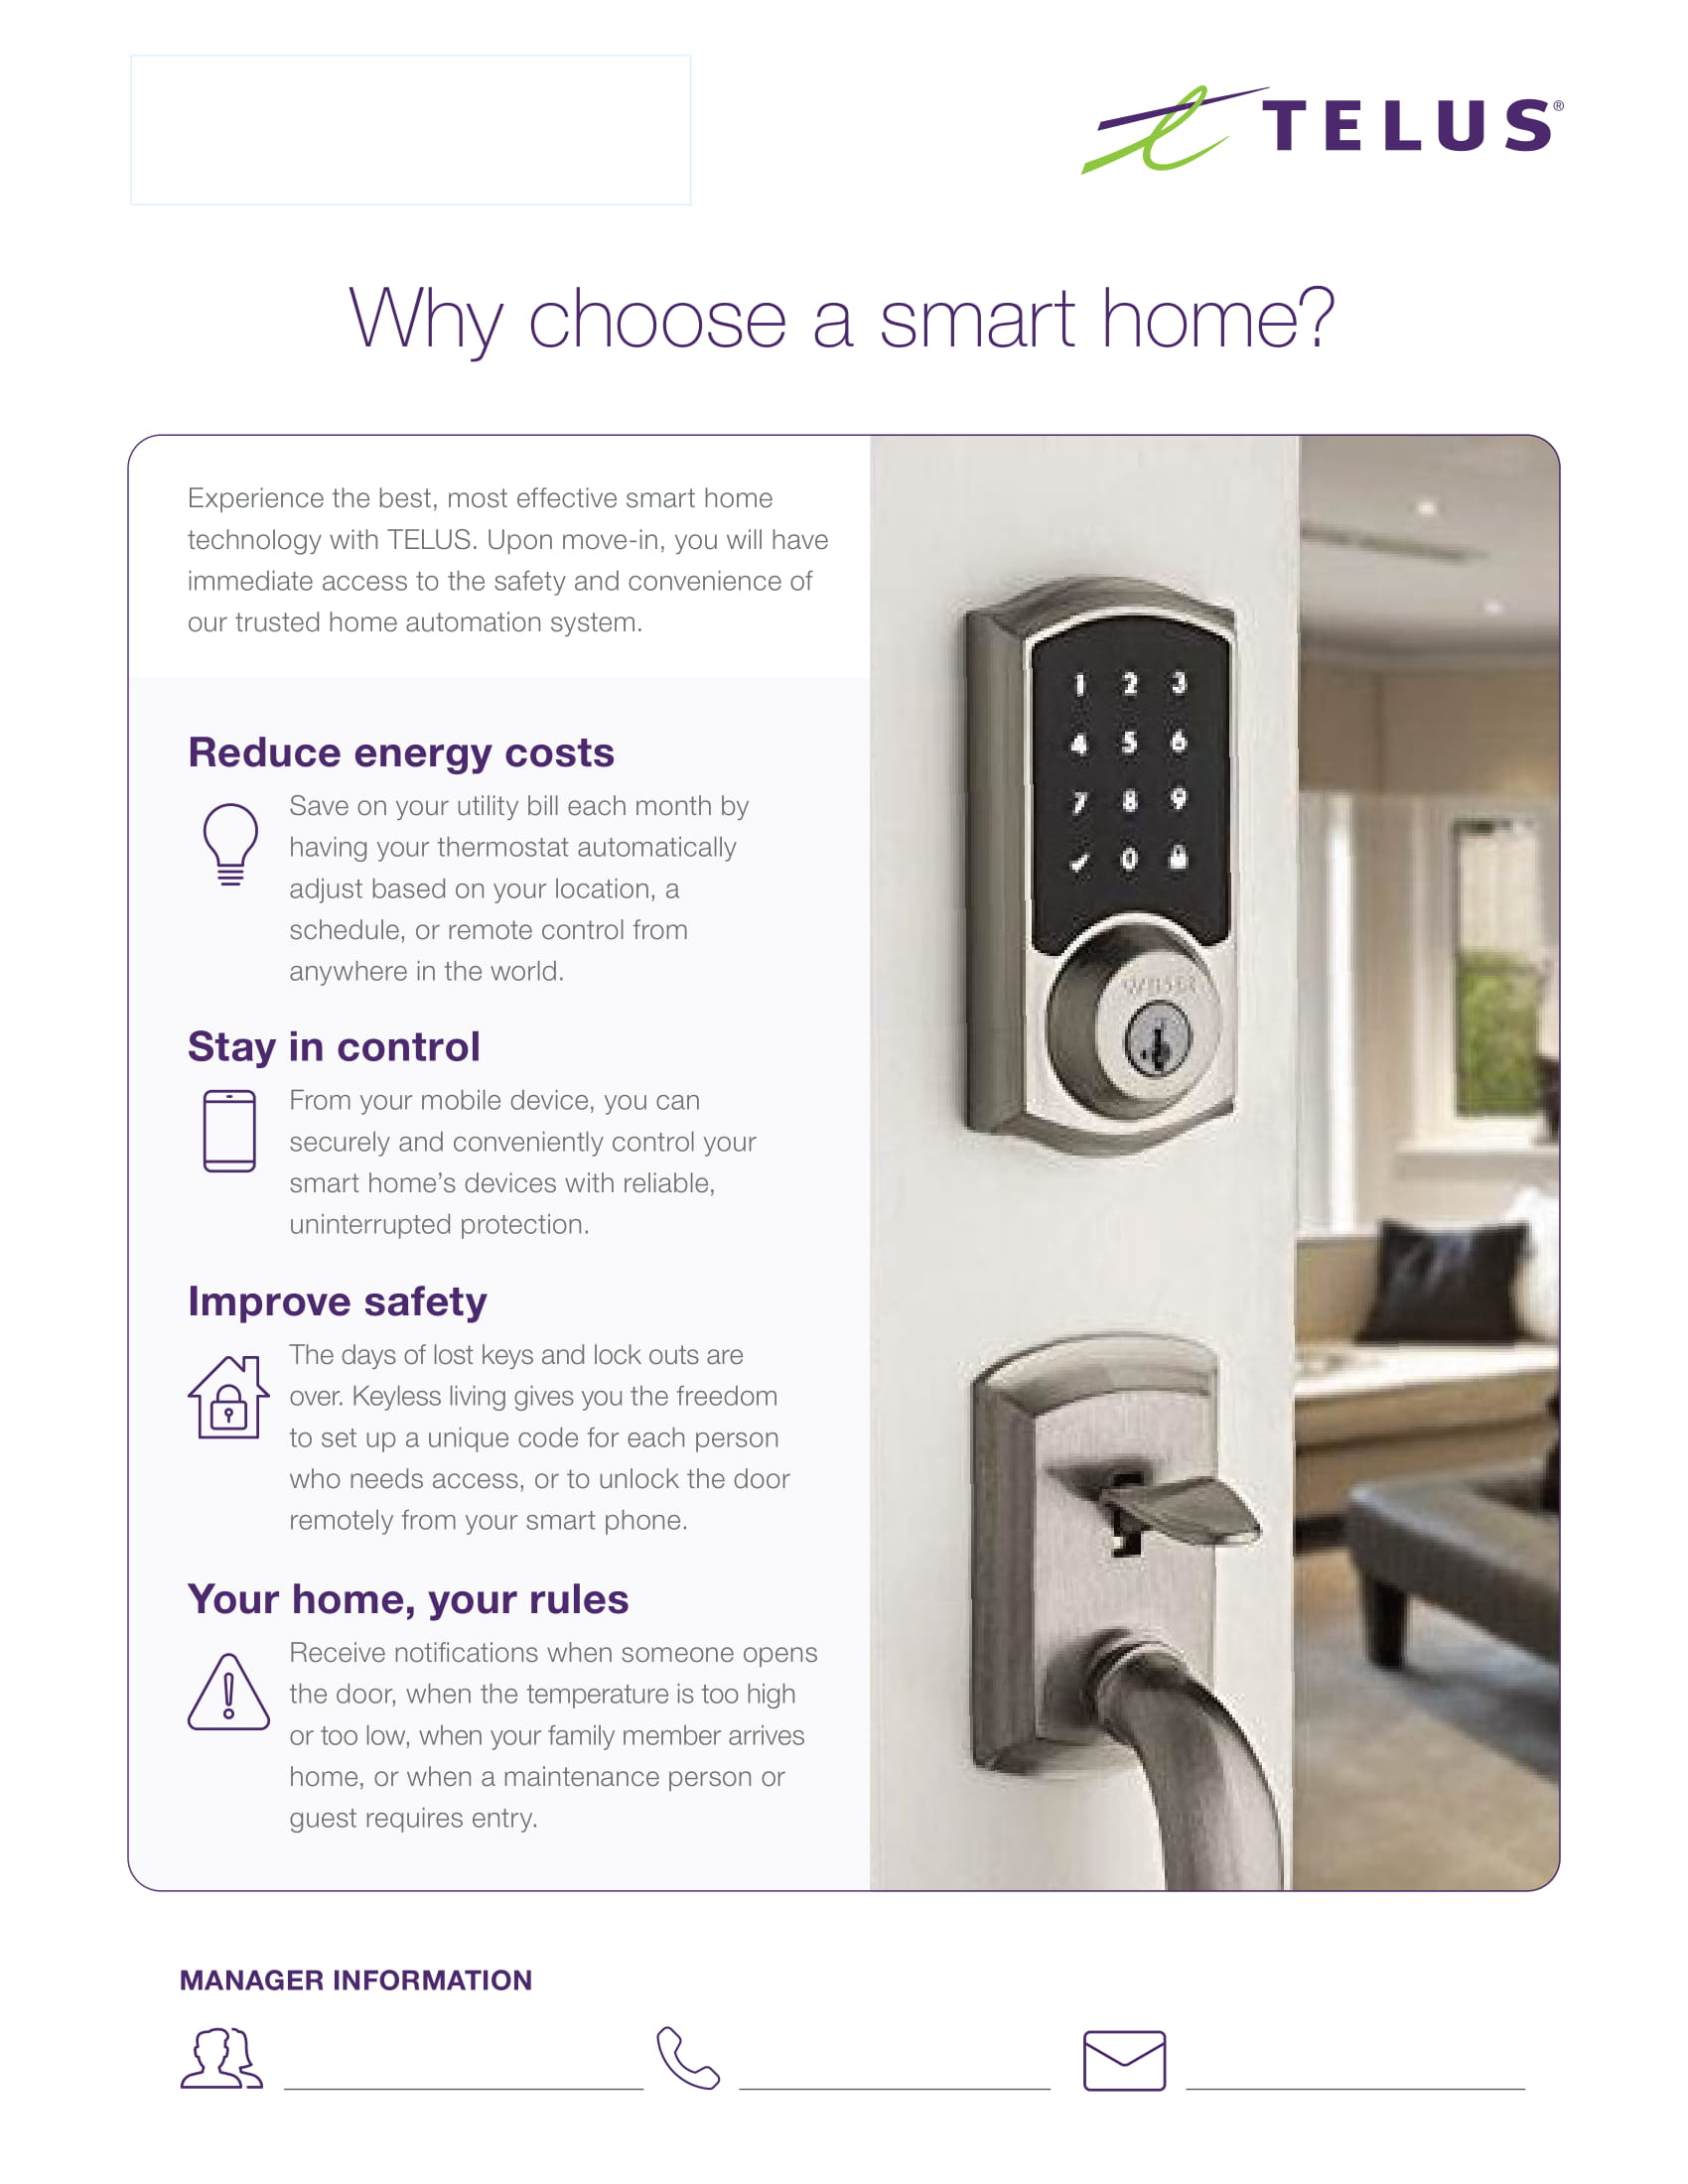 TELUS®
Why choose a smart home?
Experience the best, most effective smart home
technology with TELUS. Upon move-in, you will have
immediate access to the safety and convenience of
our trusted home automation system.
Reduce energy costs
Save on your utility bill each month by
having your thermostat automatically
adjust based on your location, a
schedule, or remote control from
anywhere in the world.
Stay in control
From your mobile device, you can
securely and conveniently control your
smart home’s devices with reliable,
uninterrupted protection.
Improve safety
The days of lost keys and lock outs are
over. Keyless living gives you the freedom
to set up a unique code for each person
who needs access, or to unlock the door
remotely from your smart phone.
Your home, your rules
Receive notifications when someone opens
the door, when the temperature is too high
or too low, when your family member arrives
home, or when a maintenance person or
guest requires entry.
1 2 3
4 5 6
7 8 9
0
MANAGER INFORMATION